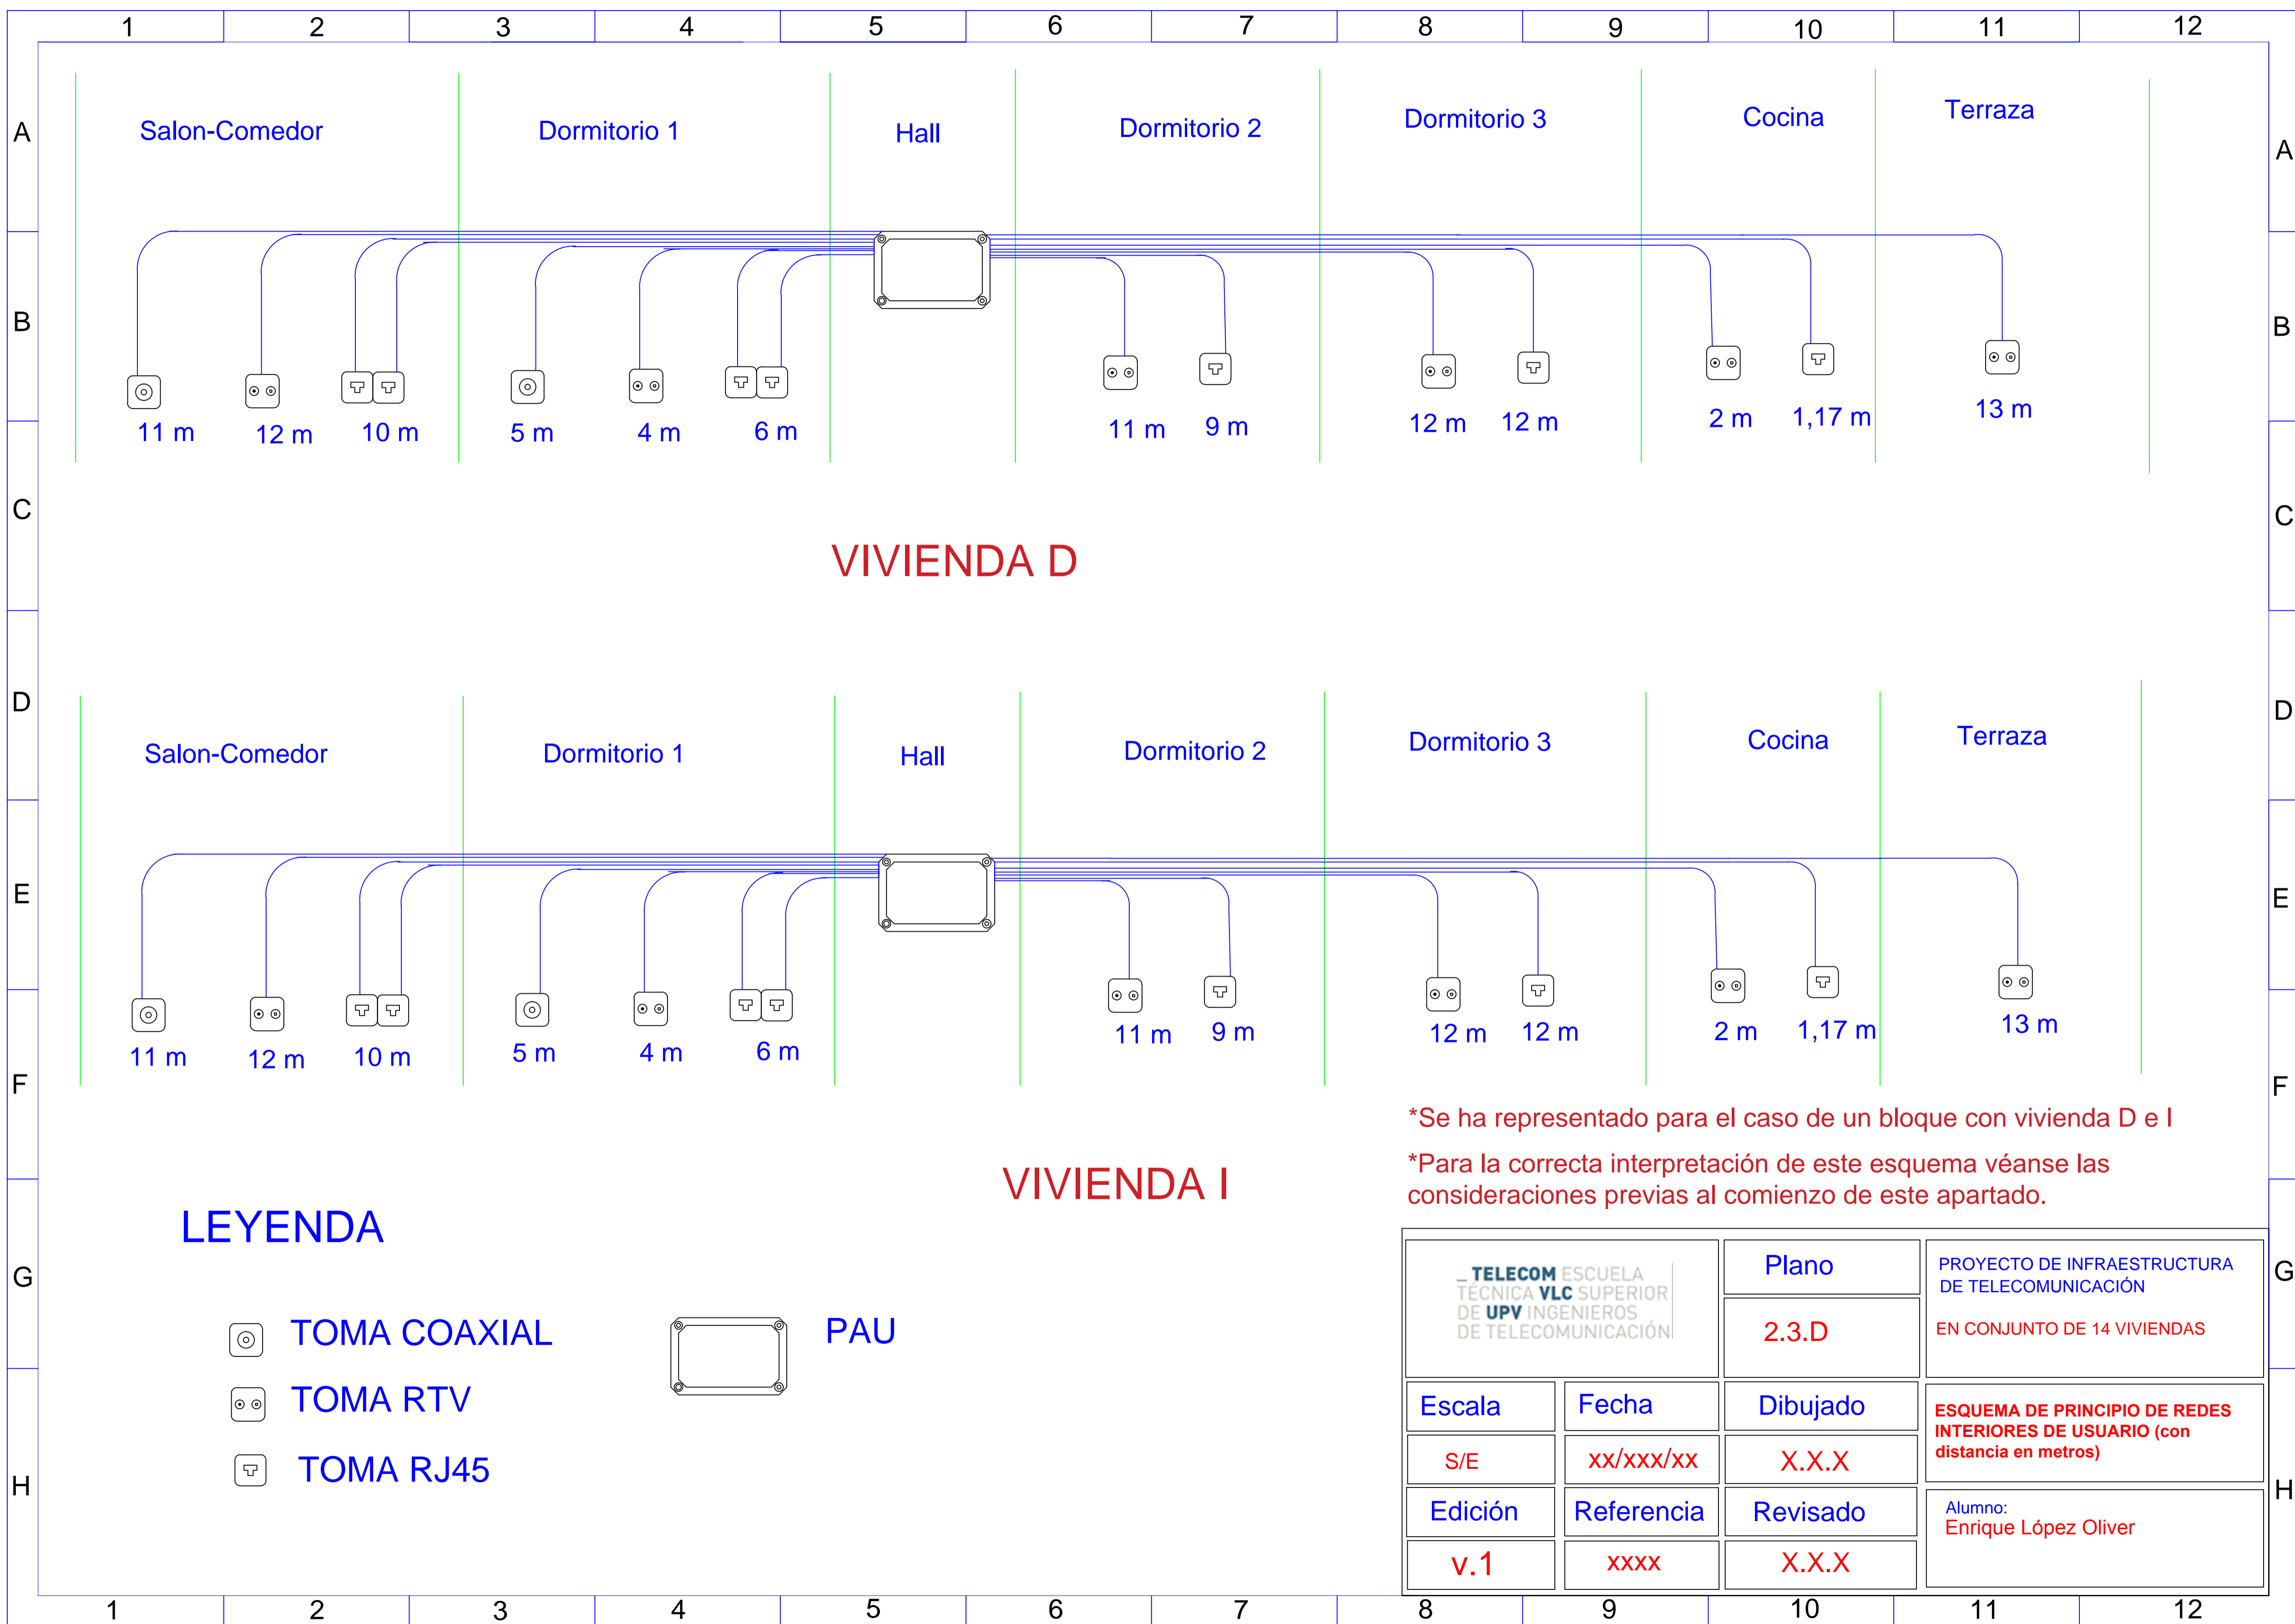 1 2 3 4 5 6 7 8 9 10 11 12
A A
Salon-Comedor Dormitorio 1 Hall Dormitorio 2 Dormitorio 3 Cocina Terraza
B B
11 m 12 m 10 m 5 m 4 m 6 m 11 m 9 m 12 m 12 m 2 m 1,17 m 13 m
C C
VIVIENDA D
D D
Salon-Comedor Dormitorio 1 Hall Dormitorio 2 Dormitorio 3 Cocina Terraza
E E
11 m 12 m 10 m 5 m 4 m 6 m 11 m 9 m 12 m 12 m 2 m 1,17 m 13 m
F F
*Se ha representado para el caso de un bloque con vivienda D e I
*Para la correcta interpretación de este esquema véanse las
consideraciones previas al comienzo de este apartado.
VIVIENDA I
LEYENDA
G G
TOMA COAXIAL
PAU
TOMA RTV
TOMA RJ45
H H
_TELECOM ESCUELA
TÉCNICA VLC SUPERIOR
DE UPV INGENIEROS
DE TELECOMUNICACIÓN
Plano
2.3.D
PROYECTO DE INFRAESTRUCTURA
DE TELECOMUNICACIÓN
EN CONJUNTO DE 14 VIVIENDAS
Escala Fecha Dibujado
S/E xx/xxx/xx X.X.X
ESQUEMA DE PRINCIPIO DE REDES
INTERIORES DE USUARIO (con
distancia en metros)
Edición Referencia Revisado
v.1 xxxx X.X.X
Alumno:
Enrique López Oliver
1 2 3 4 5 6 7 8 9 10 11 12